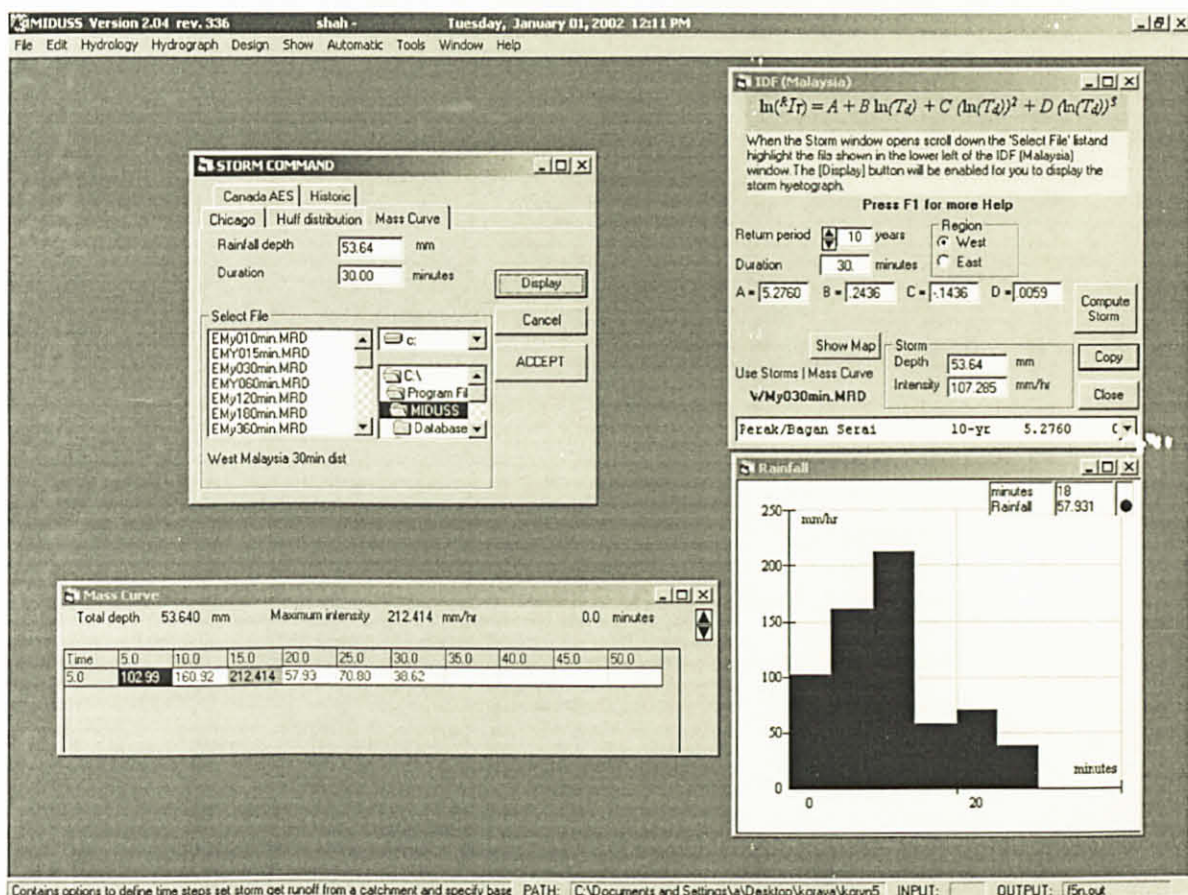 MIDUSS Version 2.04 rev. 336 shah - Tuesday, January 01, 2002 12:11 PM
File Edit Hydrology Hydrograph Design Show Automatic Tools Window Help
STORM COMMAND
Canada AES Historic
Chicago Huff distribution Mass Curve
Rainfall depth 53.64 mm
Duration 30.00 minutes
Display
Cancel
ACCEPT
Select File
EMy010min.MRD
EMY015min.MRD
EMy030min.MRD
EMY060min.MRD
EMy120min.MRD
EMy180min.MRD
EMy360min.MRD
c:
C:\
Program Fil
MIDUSS
Database
West Malaysia 30min dist
IDF (Malaysia)
ln(ᴿIт) = A + B ln(Td) + C (ln(Td))² + D (ln(Td))³
When the Storm window opens scroll down the 'Select File' listand
highlight the fila shown in the lower left of the IDF (Malaysia)
window.The [Display] button will be enabled for you to display the
storm hyetograph.
Press F1 for more Help
Return period 10 years
Region
West
East
Duration 30. minutes
A = 5.2760 B = .2436 C = -.1436 D = .0059
Compute
Storm
Show Map
Storm
Depth 53.64 mm
Intensity 107.285 mm/hr
Copy
Close
Use Storms | Mass Curve
WMy030min.MRD
Perak/Bagan Serai 10-yr 5.2760
Mass Curve
Total depth 53.640 mm Maximum intensity 212.414 mm/hr 0.0 minutes
Time 5.0 10.0 15.0 20.0 25.0 30.0 35.0 40.0 45.0 50.0
5.0 102.99 160.92 212.414 57.93 70.80 38.62
Rainfall
minutes 18
Rainfall 57.931
mm/hr
250
200
150
100
50
0
0 20
minutes
Contains options to define time steps set storm get runoff from a catchment and specify base PATH: C:\Documents and Settings\a\Desktop\kgraya\kgryn5 INPUT: OUTPUT: f5n.out